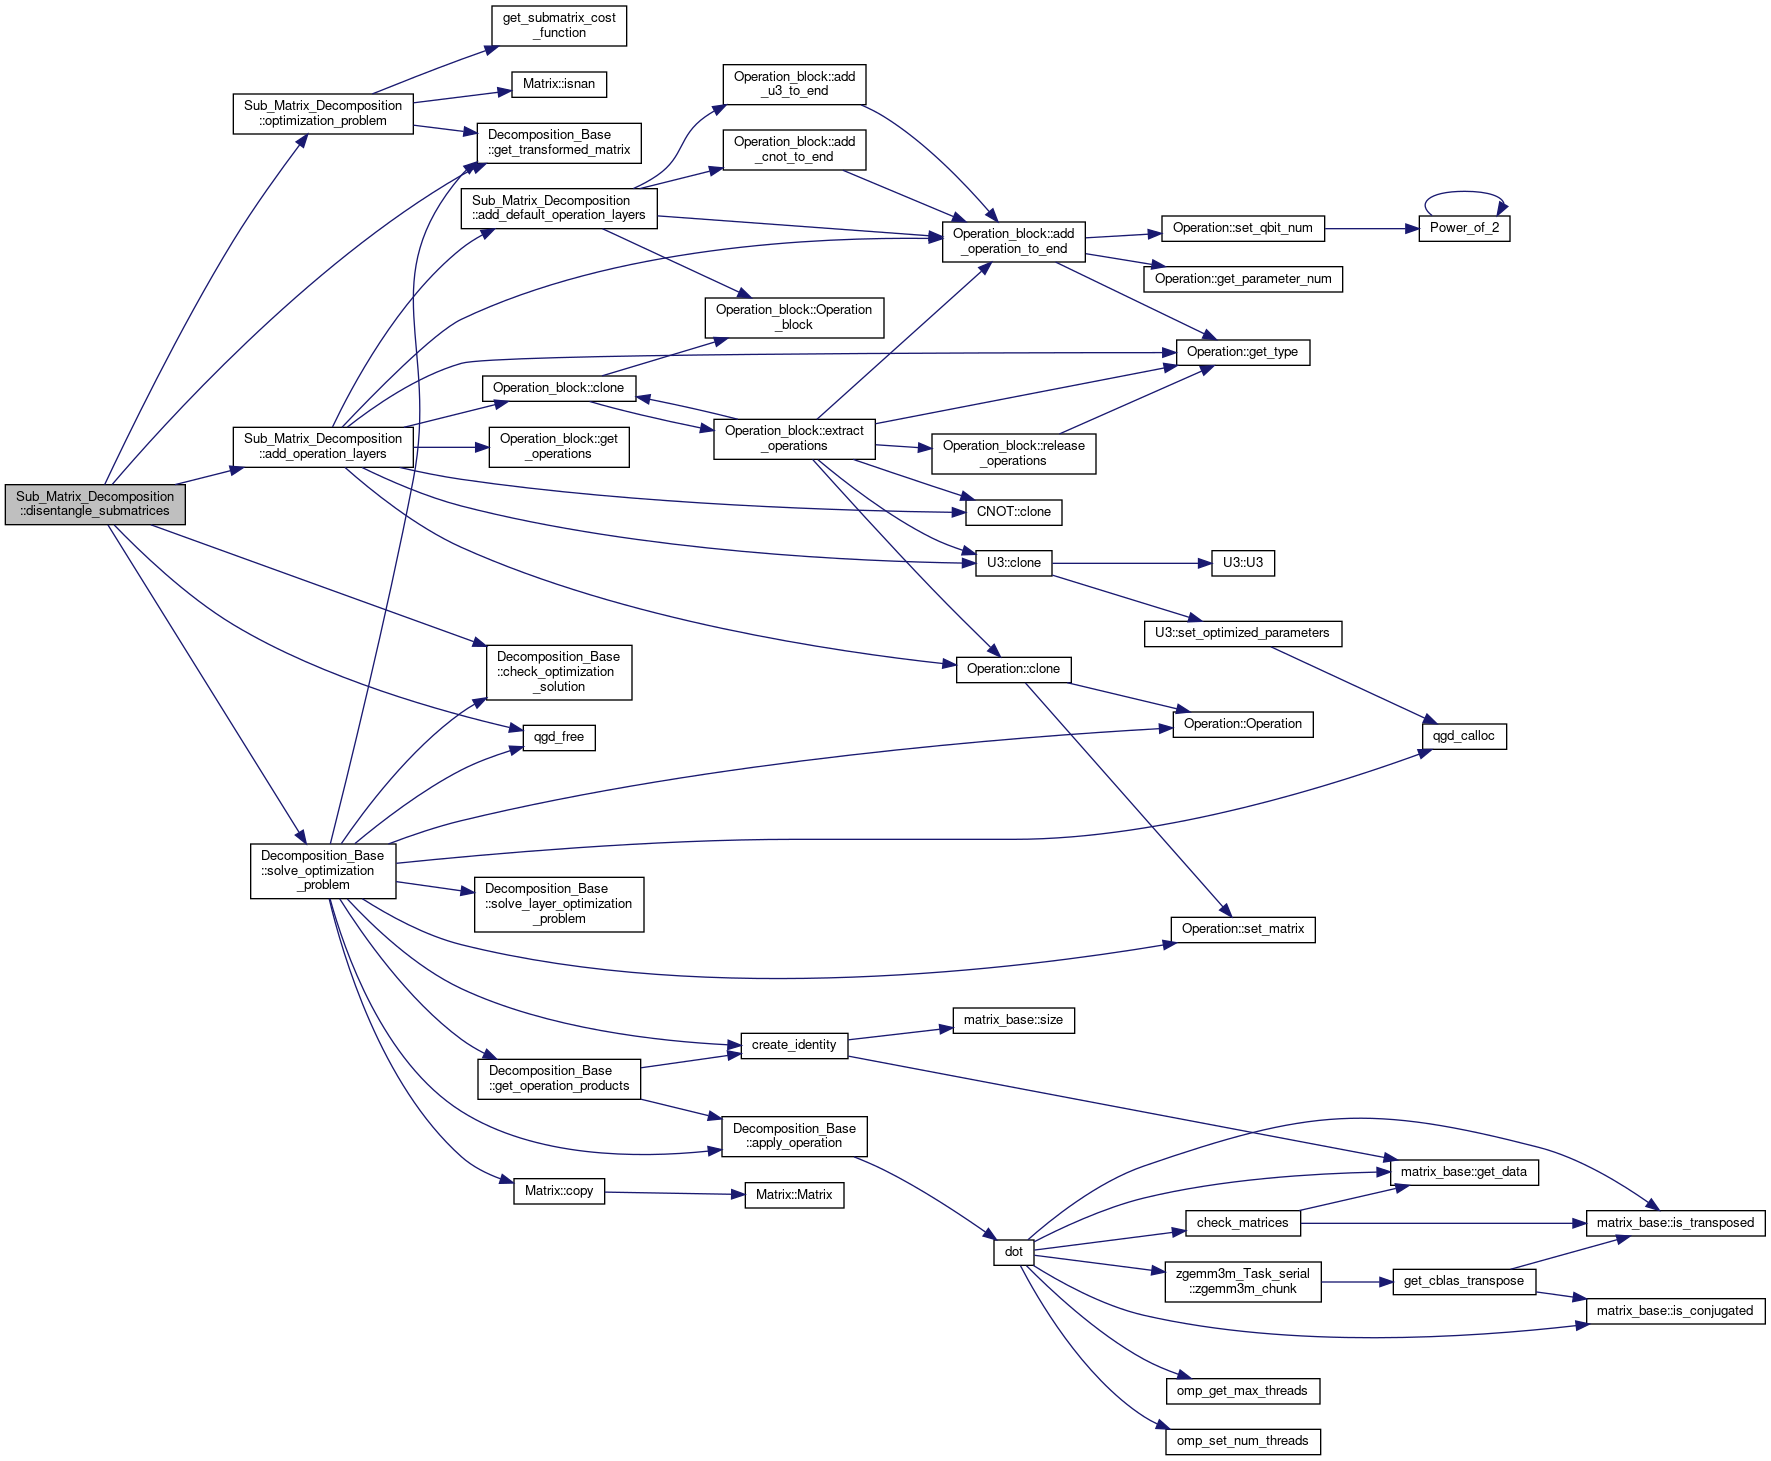 get_submatrix_cost
_function
Matrix::isnan
Sub_Matrix_Decomposition
::optimization_problem
Decomposition_Base
::get_transformed_matrix
Operation_block::add
_u3_to_end
Operation_block::add
_cnot_to_end
Sub_Matrix_Decomposition
::add_default_operation_layers
Operation_block::add
_operation_to_end
Operation::set_qbit_num
Power_of_2
Operation::get_parameter_num
Operation_block::Operation
_block
Operation::get_type
Operation_block::clone
Operation_block::extract
_operations
Sub_Matrix_Decomposition
::add_operation_layers
Operation_block::get
_operations
Operation_block::release
_operations
Sub_Matrix_Decomposition
::disentangle_submatrices
CNOT::clone
U3::clone
U3::U3
U3::set_optimized_parameters
Decomposition_Base
::check_optimization
_solution
Operation::clone
Operation::Operation
qgd_free
qgd_calloc
Decomposition_Base
::solve_optimization
_problem
Decomposition_Base
::solve_layer_optimization
_problem
Operation::set_matrix
matrix_base::size
create_identity
Decomposition_Base
::get_operation_products
Decomposition_Base
::apply_operation
matrix_base::get_data
Matrix::copy
Matrix::Matrix
check_matrices
matrix_base::is_transposed
dot
zgemm3m_Task_serial
::zgemm3m_chunk
get_cblas_transpose
matrix_base::is_conjugated
omp_get_max_threads
omp_set_num_threads